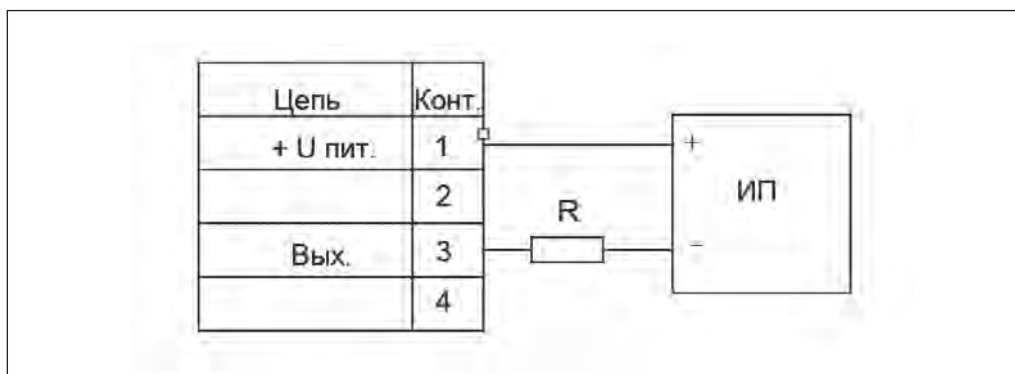 Цепь Конт.
+ U пит. 1
2
Вых. 3
4
R
+
ИП
-